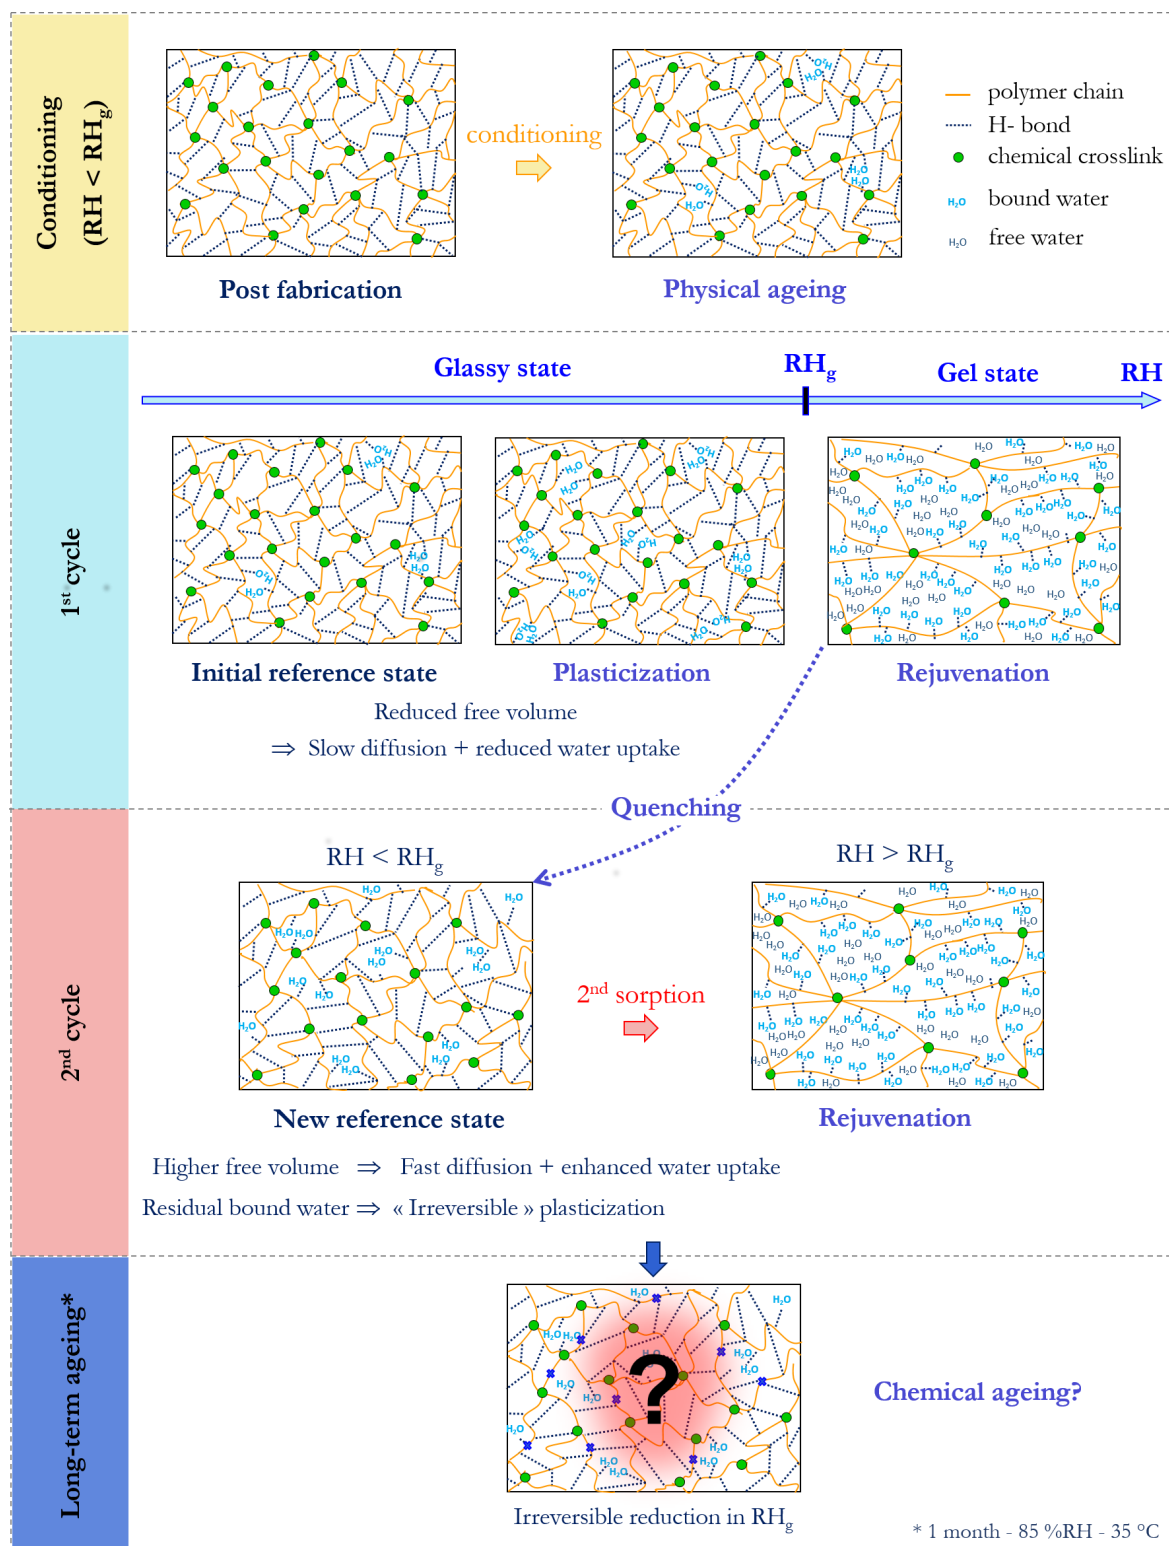 Conditioning
(RH < RHg)
conditioning
polymer chain
H- bond
chemical crosslink
H₂O bound water
H₂O free water
Post fabrication
Physical ageing
1st cycle
Glassy state
RHg
Gel state
RH
Initial reference state
Plasticization
Rejuvenation
Reduced free volume
⇒ Slow diffusion + reduced water uptake
Quenching
2nd cycle
RH < RHg
RH > RHg
2nd sorption
New reference state
Rejuvenation
Higher free volume ⇒ Fast diffusion + enhanced water uptake
Residual bound water ⇒ « Irreversible » plasticization
Long-term ageing*
?
Chemical ageing?
Irreversible reduction in RHg
* 1 month - 85 %RH - 35 °C